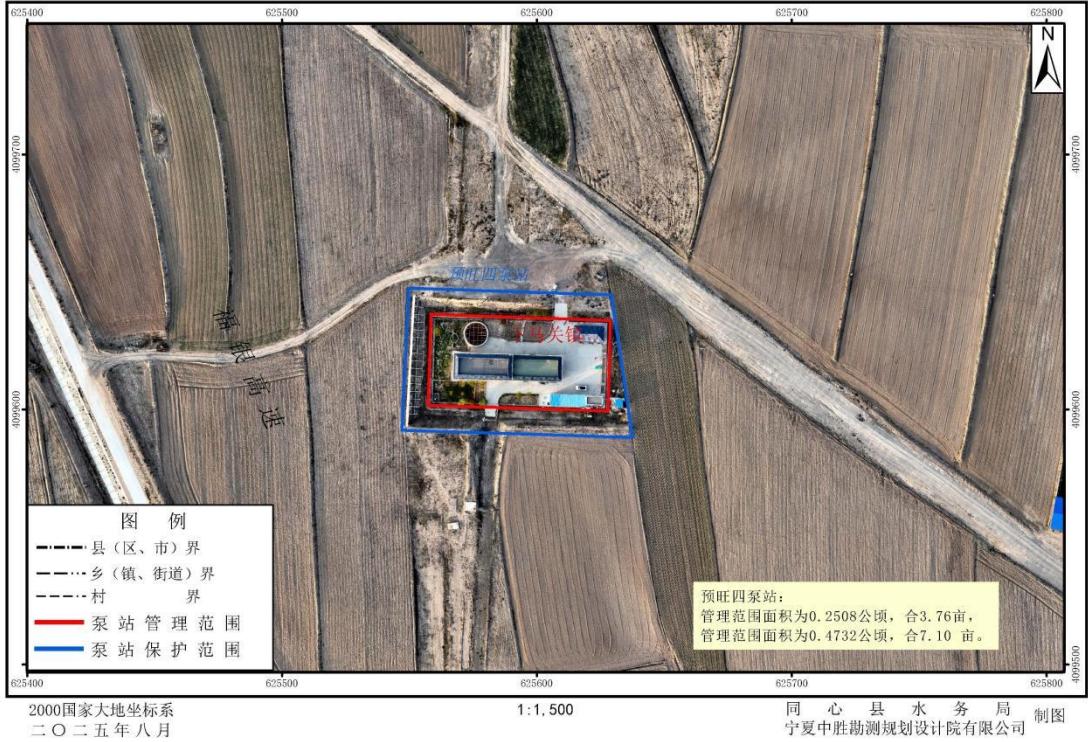 625400 625500 625600 625700 625800
N
4099700 4099700
预旺四泵站
下马关镇
福银高速
4099600 4099600
图 例
县（区、市）界
乡（镇、街道）界
村 界
泵站管理范围
泵站保护范围
预旺四泵站：
管理范围面积为0.2508公顷，合3.76亩，
管理范围面积为0.4732公顷，合7.10 亩。
4099500
625400 625500 625600 625700 625800
2000国家大地坐标系
二〇二五年八月
1:1,500
同心县水务局
宁夏中胜勘测规划设计院有限公司
制图